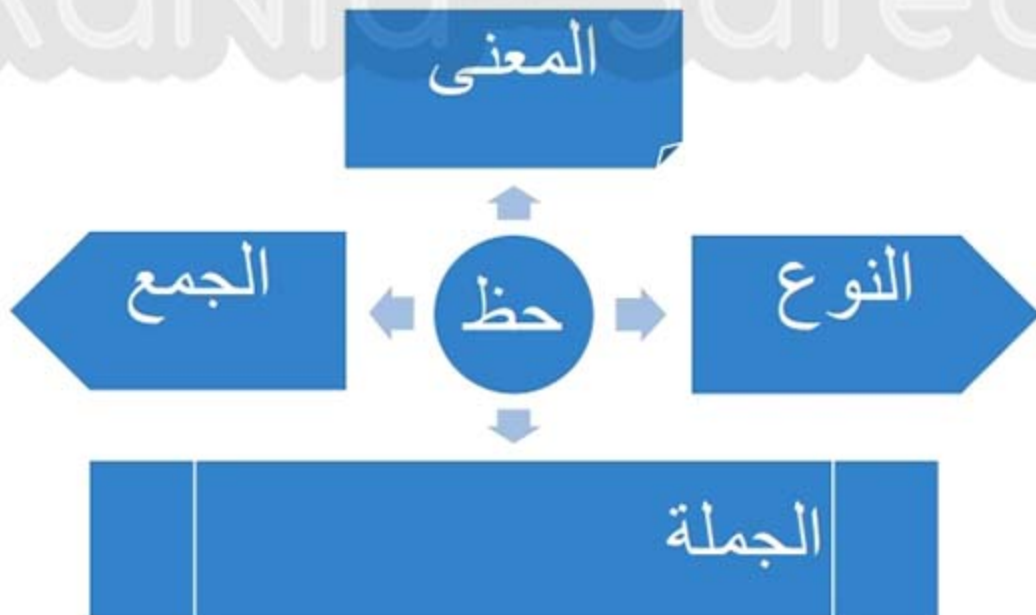 المعنى
النوع
حظ
الجمع
الجملة